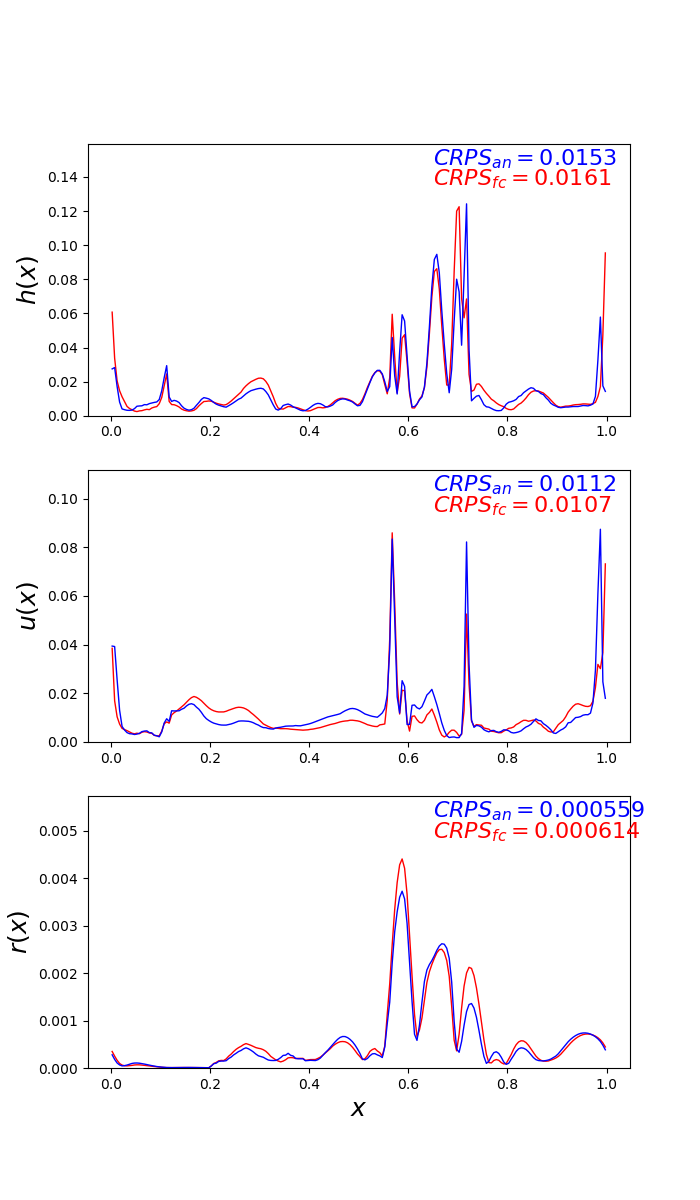 CRPS_an = 0.0153
CRPS_fc = 0.0161
0.14
0.12
0.10
0.08
0.06
0.04
0.02
0.00
h(x)
0.0 0.2 0.4 0.6 0.8 1.0
CRPS_an = 0.0112
CRPS_fc = 0.0107
0.10
0.08
0.06
0.04
0.02
0.00
u(x)
0.0 0.2 0.4 0.6 0.8 1.0
CRPS_an = 0.000559
CRPS_fc = 0.000614
0.005
0.004
0.003
0.002
0.001
0.000
r(x)
0.0 0.2 0.4 0.6 0.8 1.0
x